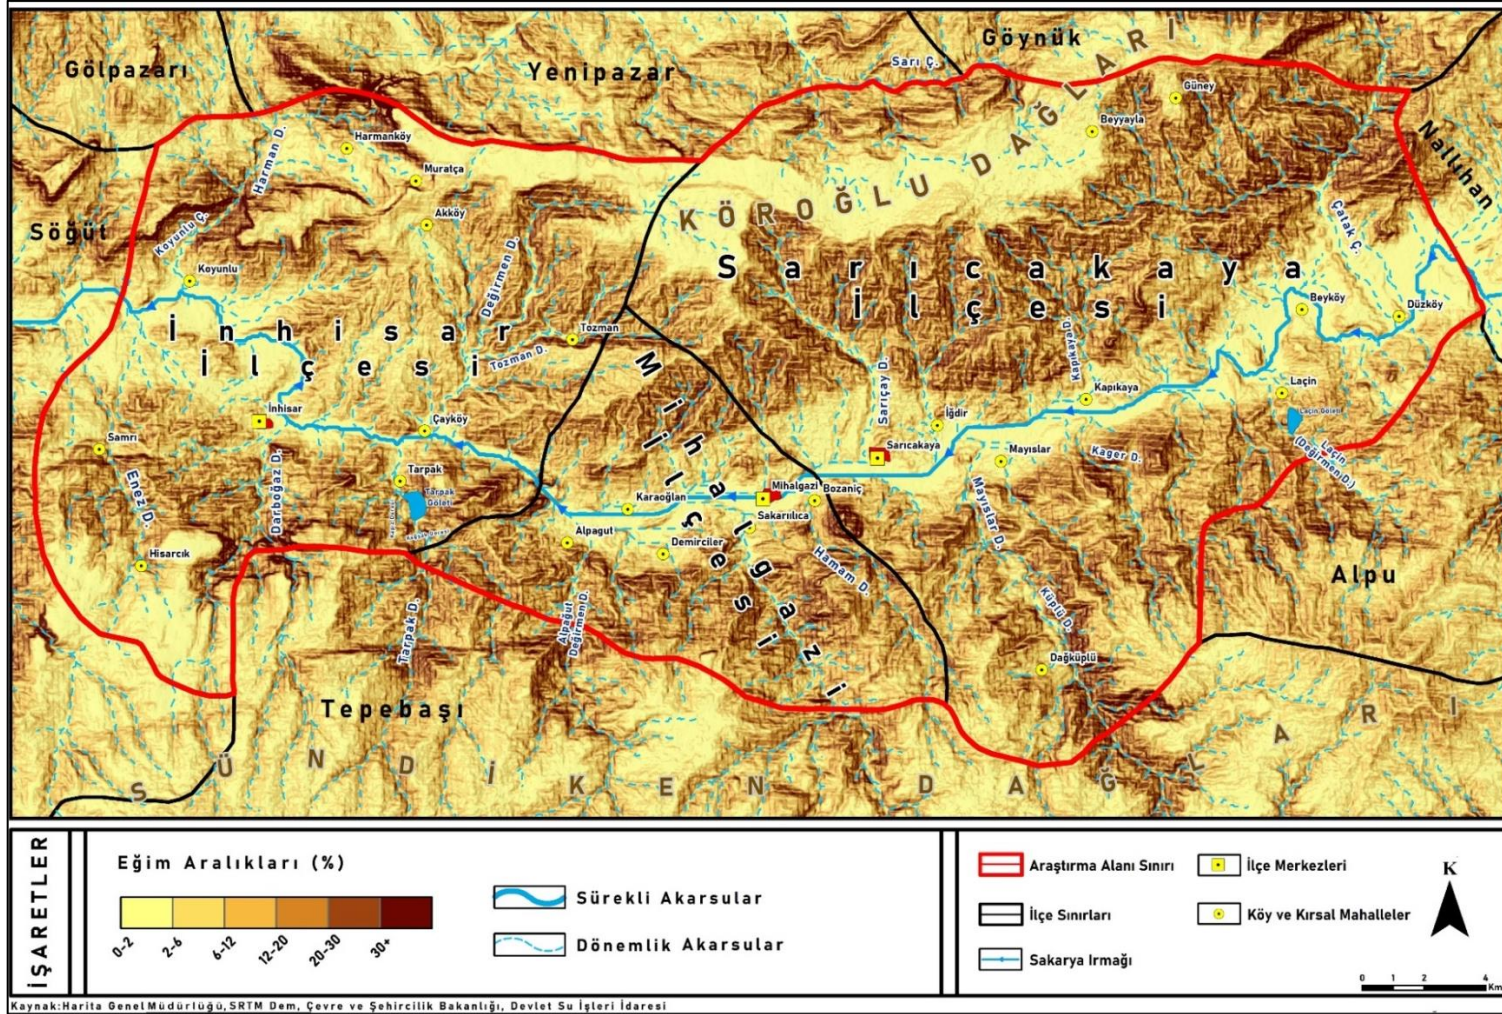 Göynük
Gölpazarı
Yenipazar
Sarı Ç.
Güney
Beyyayla
Nallıhan
Harmanköy
Harman D.
Muratça
KÖROĞLU DAĞLARI
Akköy
Söğüt
Koyunlu Ç.
Çatak Ç.
Koyunlu
Değirmen D.
Sarıcakaya
İlçesi
Beyköy
Düzköy
İnhisar
İlçesi
Tozman
Tozman D.
Kapıkaya D.
Sarıçay D.
Mihalgazi
İlçesi
Laçin
Kapıkaya
İnhisar
Çayköy
İğdir
Laçin Göleti
Samrı
Sarıcakaya
Mayıslar
Kager D.
Laçin
(Değirmen D.)
Enez D.
Darboğaz D.
Tarpak
Tarpak
Göleti
Karaoğlan
Mihalgazi
Bozaniç
Sakarıılıca
Mayıslar D.
Hisarcık
Alpagut
Demirciler
Hamam D.
Alpu
Alpağut
Değirmen D.
Küplü D.
Tarpak D.
Dağküplü
Tepebaşı
SÜNDİKEN DAĞLARI
İŞARETLER
Eğim Aralıkları (%)
0-2
2-6
6-12
12-20
20-30
30+
Sürekli Akarsular
Dönemlik Akarsular
Araştırma Alanı Sınırı
İlçe Sınırları
Sakarya Irmağı
İlçe Merkezleri
Köy ve Kırsal Mahalleler
K
0 1 2 4
Km
Kaynak:Harita Genel Müdürlüğü, SRTM Dem, Çevre ve Şehircilik Bakanlığı, Devlet Su İşleri İdaresi